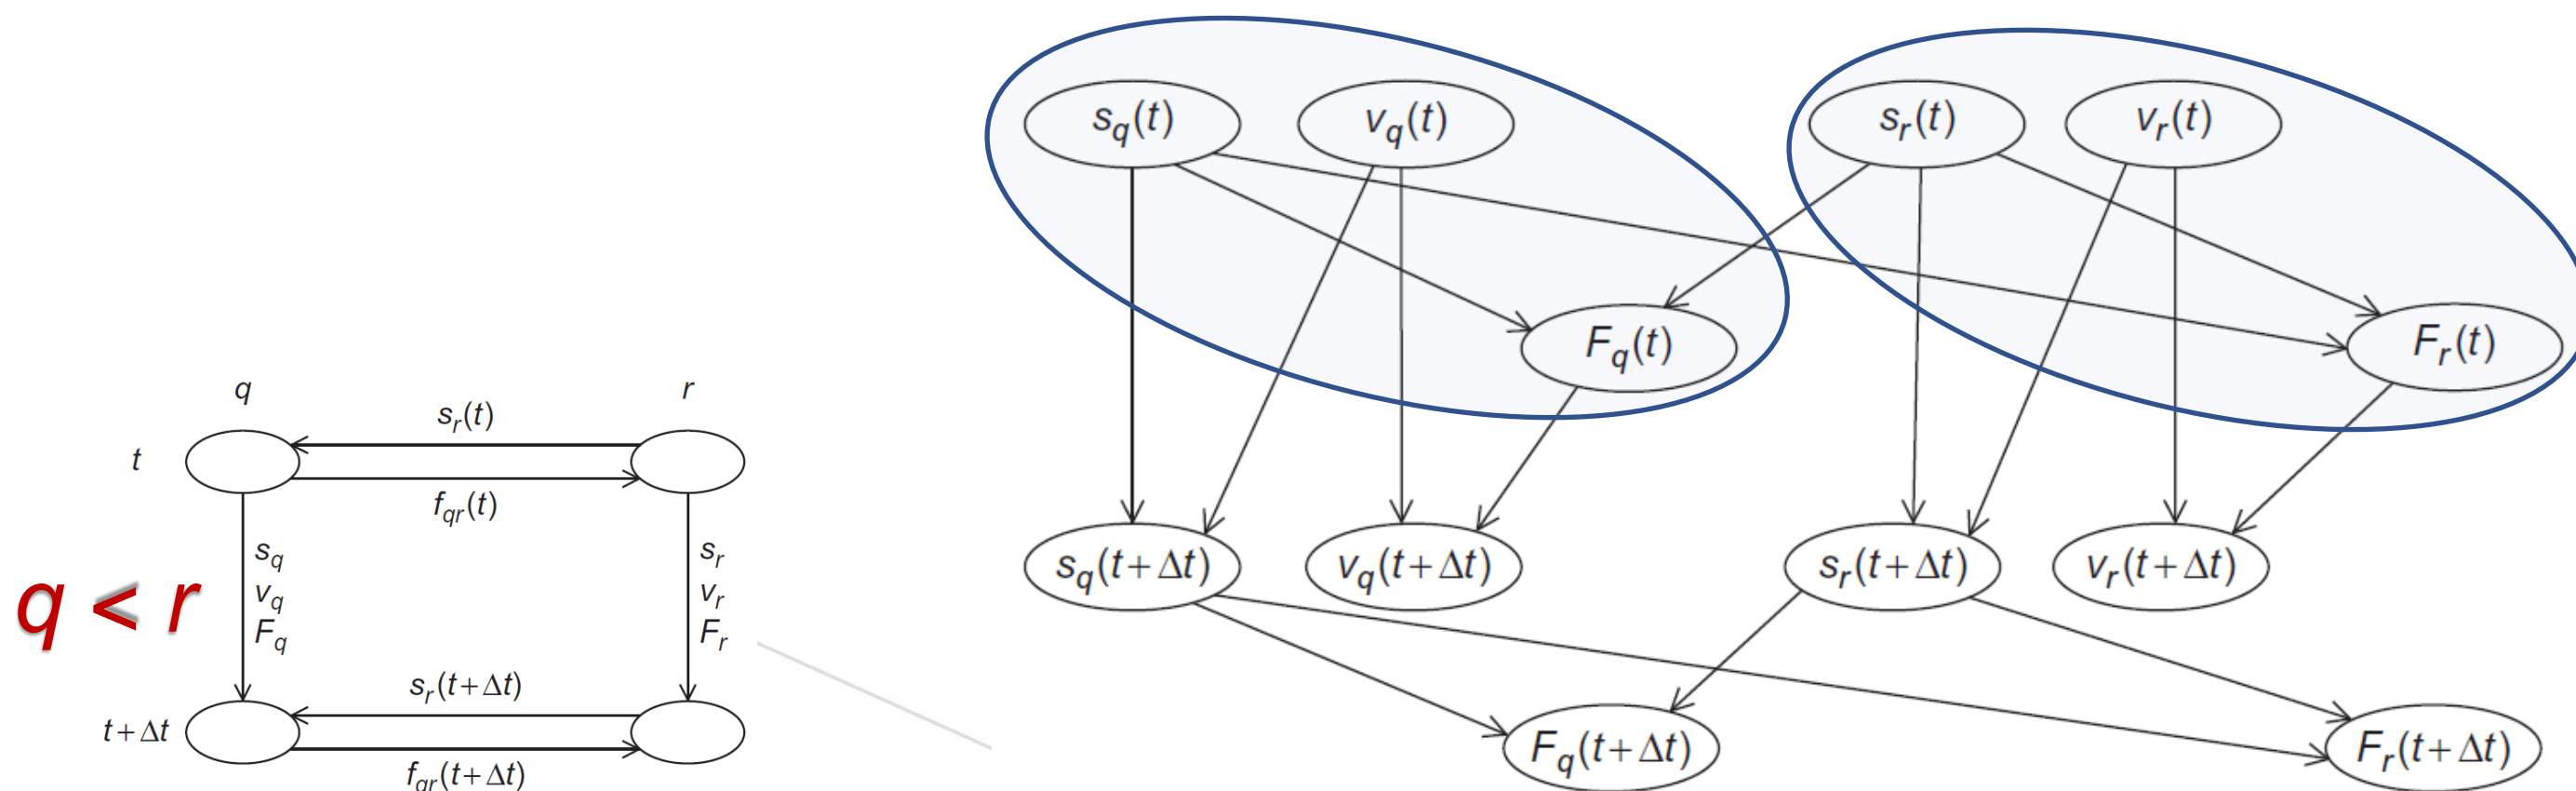 q r
s_r(t)
t
f_qr(t)
s_q s_r
v_q v_r
F_q F_r
q < r
s_r(t+Δt)
t+Δt
f_qr(t+Δt)
s_q(t) v_q(t) s_r(t) v_r(t)
F_q(t) F_r(t)
s_q(t+Δt) v_q(t+Δt) s_r(t+Δt) v_r(t+Δt)
F_q(t+Δt) F_r(t+Δt)